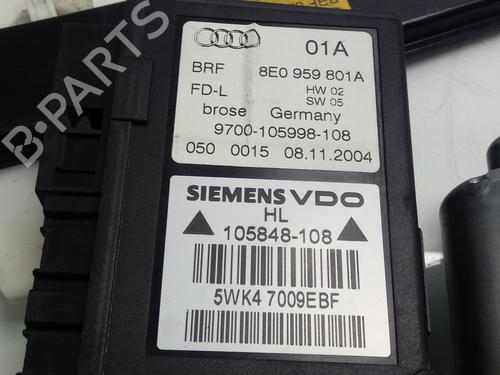 01A
BRF 8E0 959 801A
FD-L HW 02
SW 05
brose Germany
9700-105998-108
050 0015 08.11.2004
SIEMENS VDO
HL
105848-108
5WK4 7009EBF